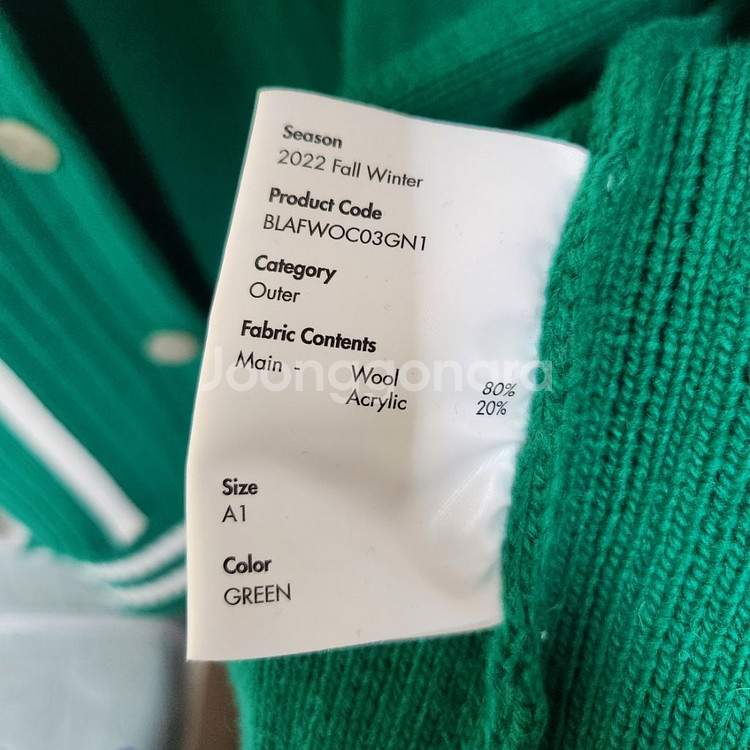 Season
2022 Fall Winter
Product Code
BLAFWOC03GN1
Category
Outer
Fabric Contents
Main - Wool 80%
Acrylic 20%
Joonggonara
Size
A1
Color
GREEN